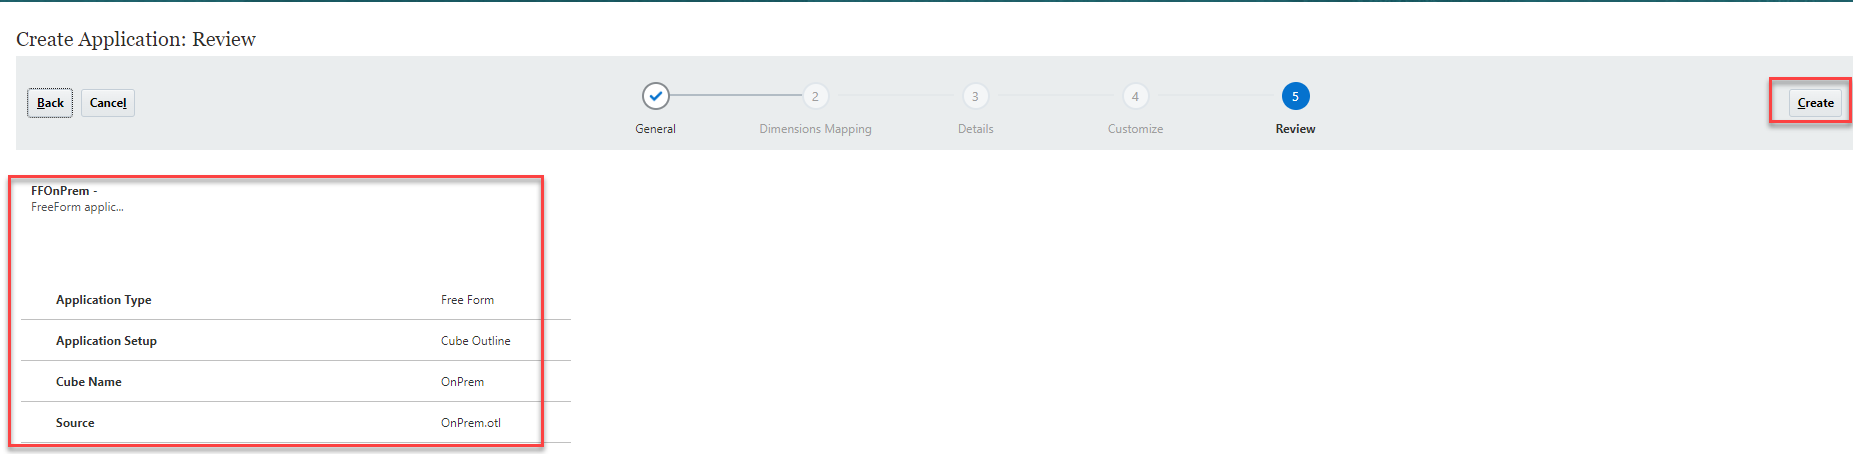 Create Application: Review
Back
Cancel
2
3
4
5
General
Dimensions Mapping
Details
Customize
Review
Create
FFOnPrem -
FreeForm applic...
Application Type Free Form
Application Setup Cube Outline
Cube Name OnPrem
Source OnPrem.otl